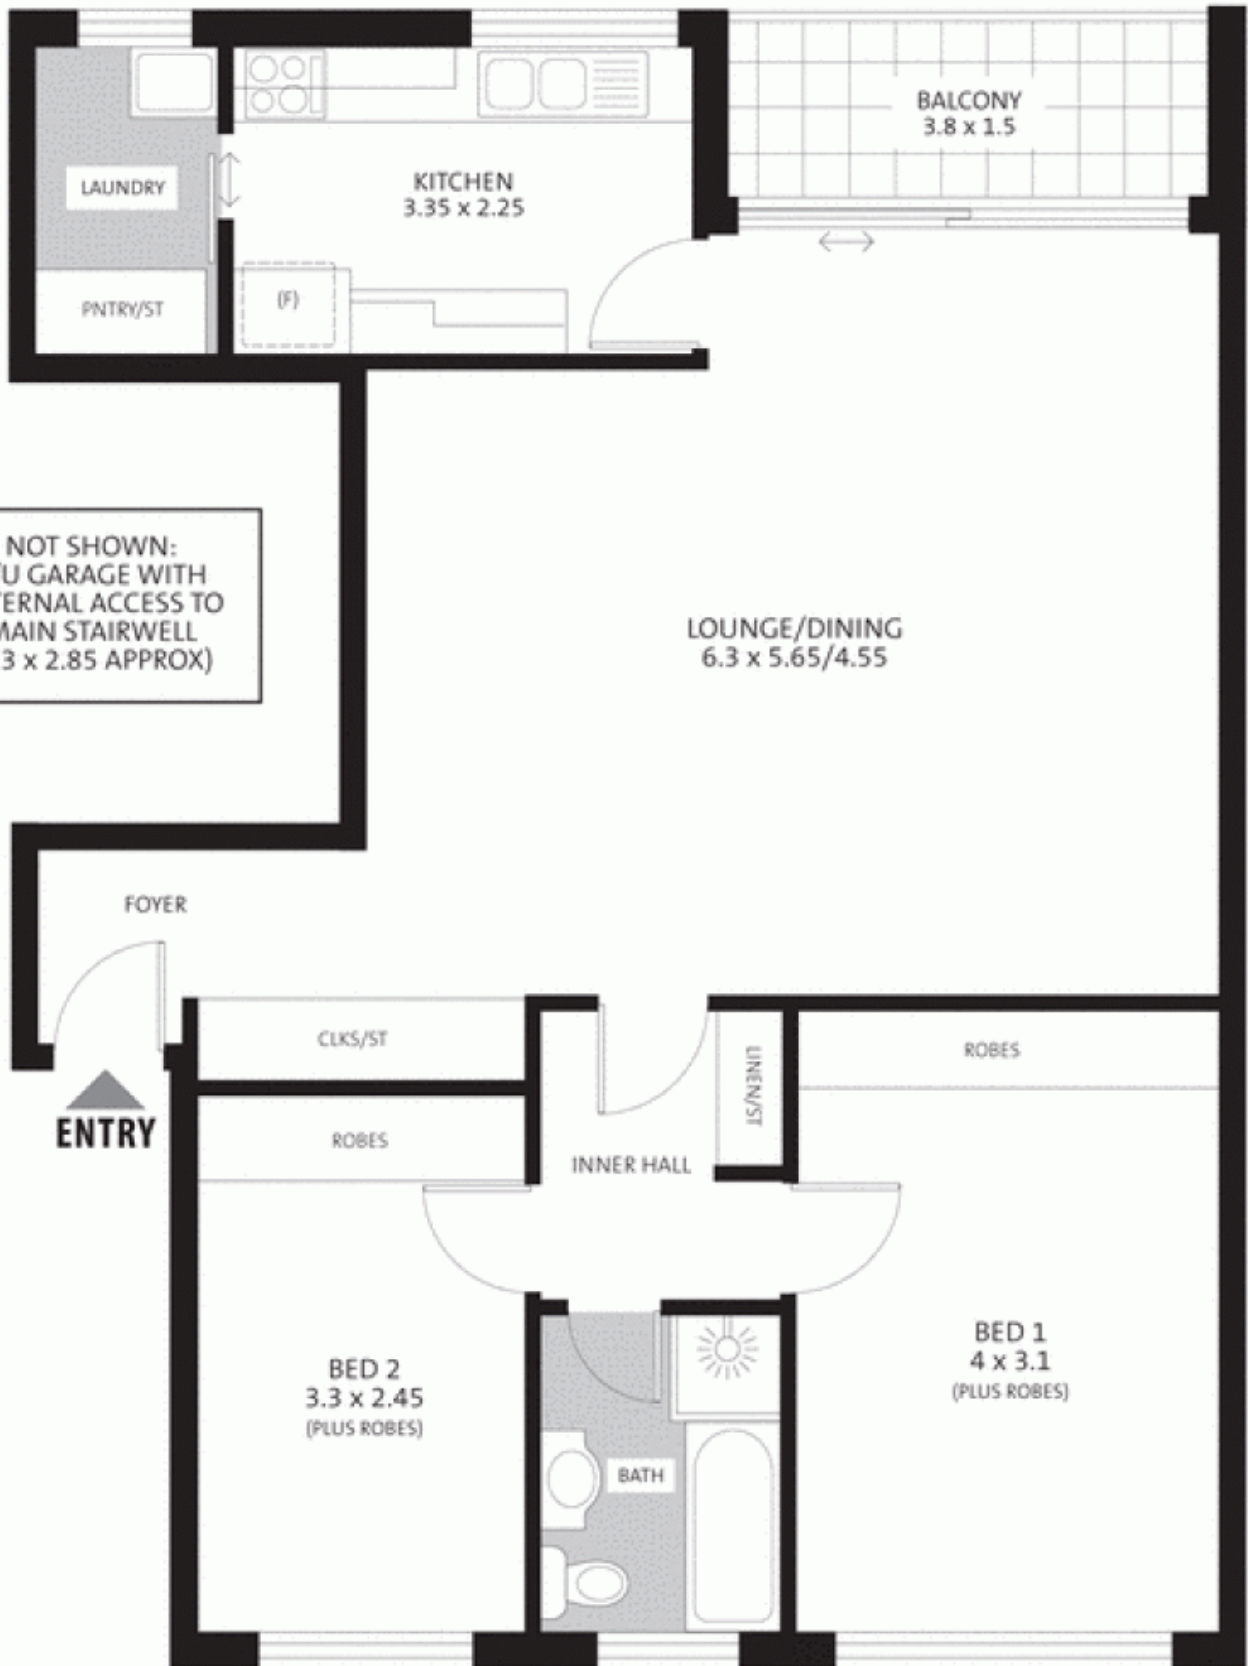 BALCONY
3.8 x 1.5
LAUNDRY
KITCHEN
3.35 x 2.25
PNTRY/ST
(F)
NOT SHOWN:
U GARAGE WITH
TERNAL ACCESS TO
MAIN STAIRWELL
3 x 2.85 APPROX)
LOUNGE/DINING
6.3 x 5.65/4.55
FOYER
CLKS/ST
LINEN/ST
ROBES
ENTRY
ROBES
INNER HALL
BED 1
4 x 3.1
(PLUS ROBES)
BED 2
3.3 x 2.45
(PLUS ROBES)
BATH